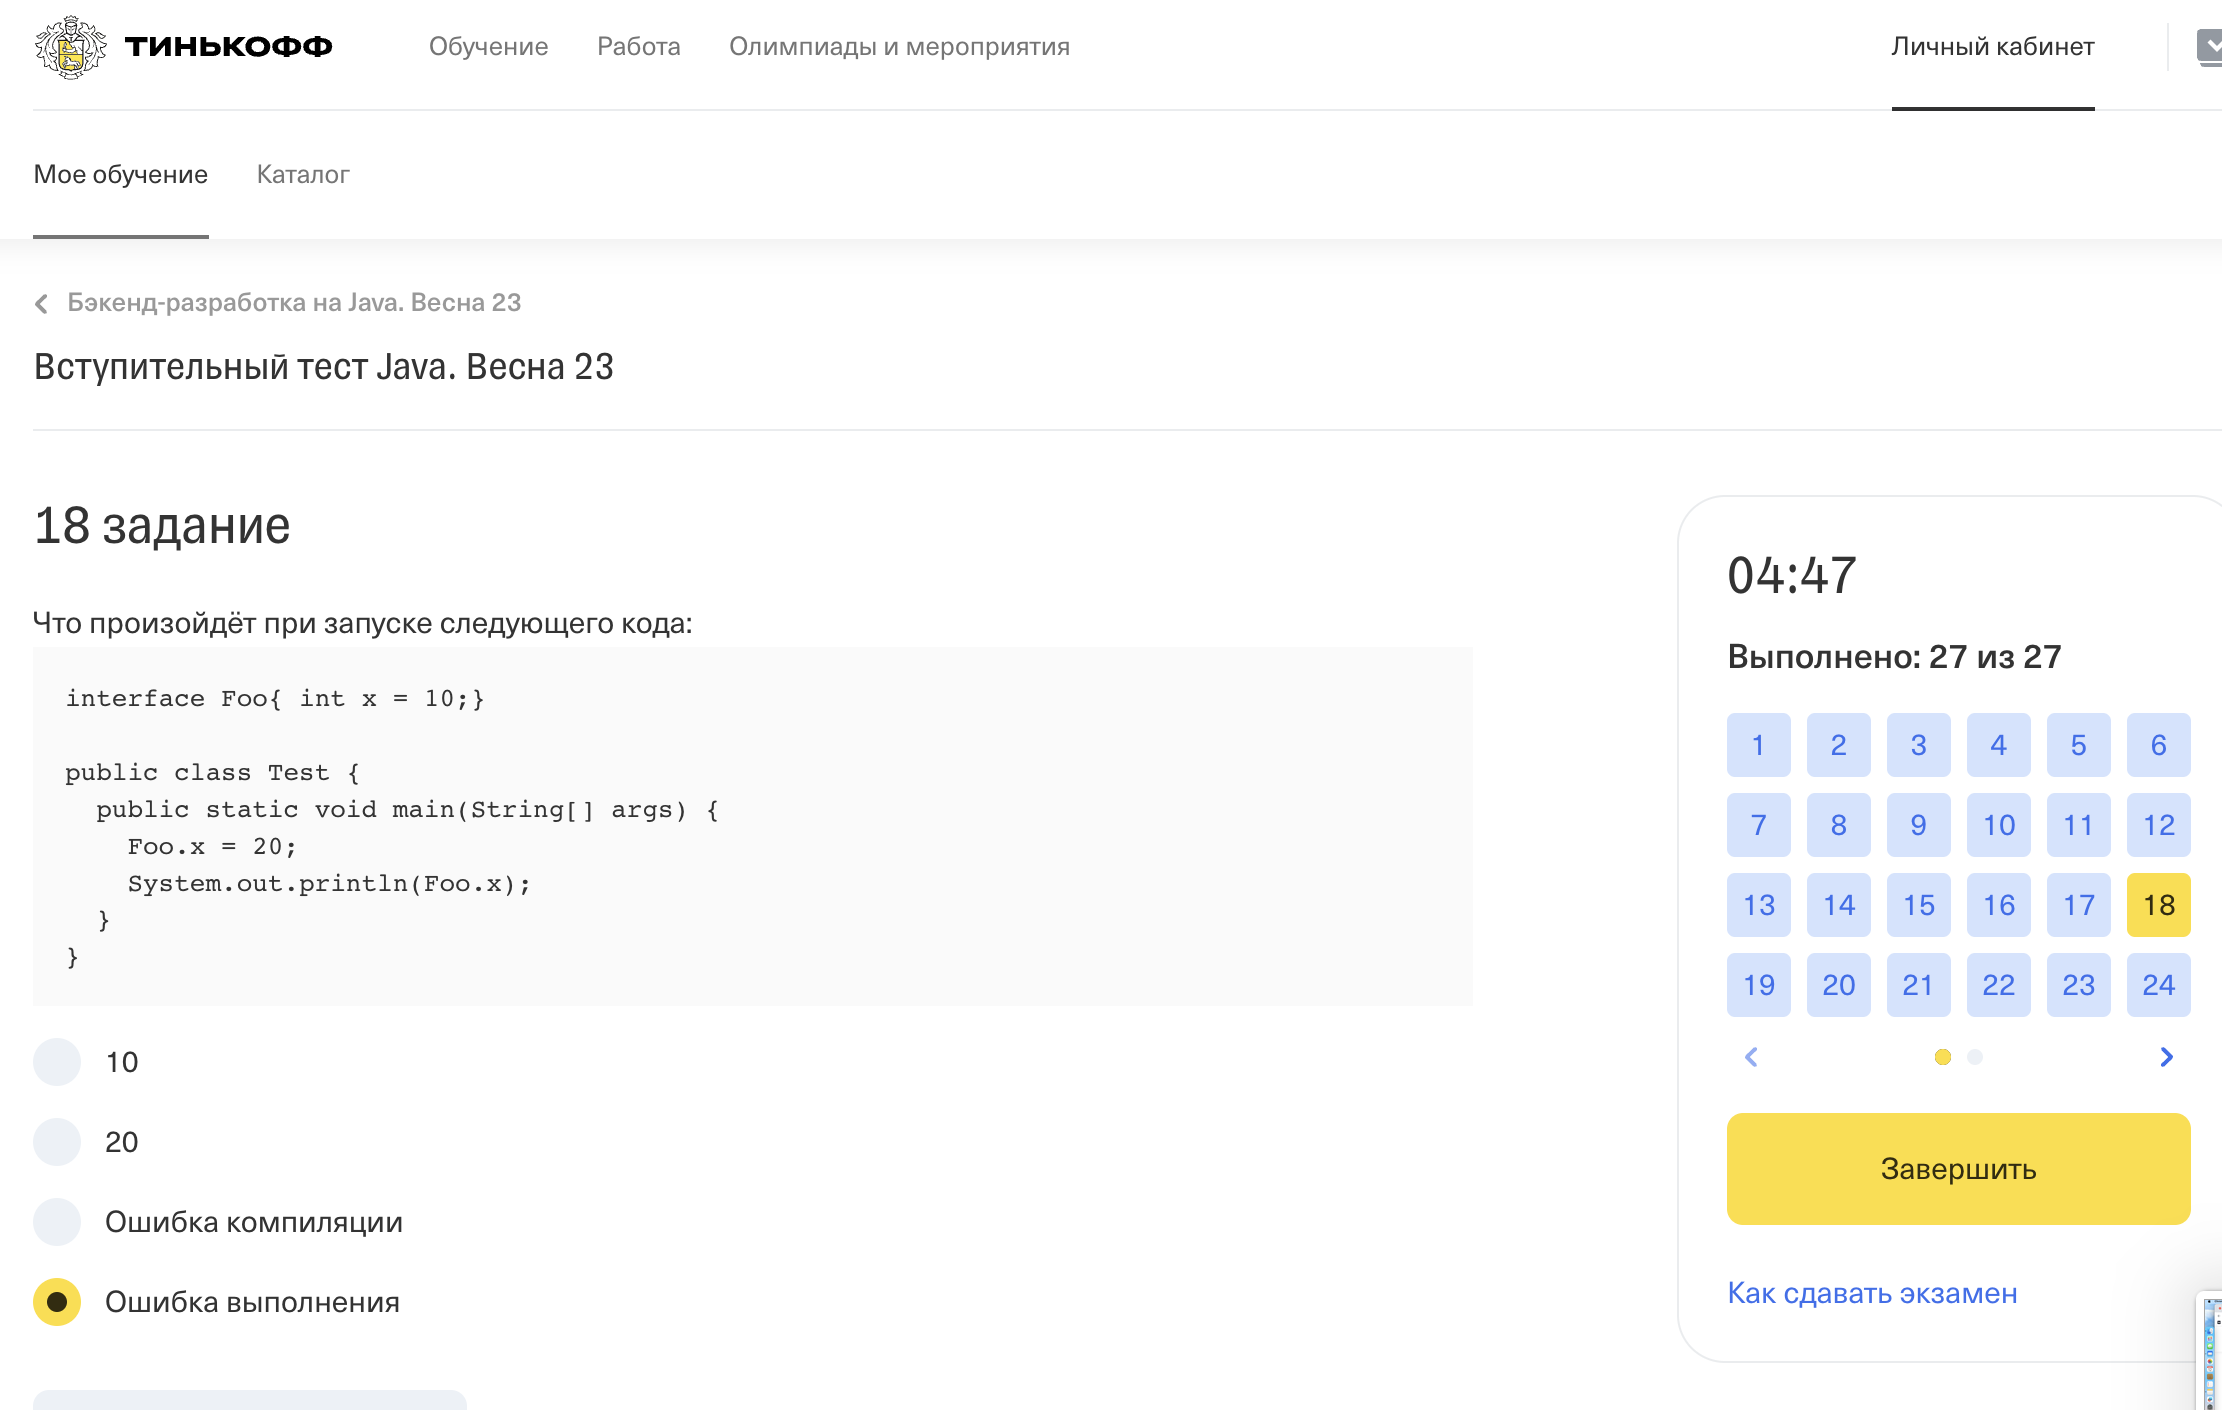 ТИНЬКОФФ
Обучение
Работа
Олимпиады и мероприятия
Личный кабинет
Мое обучение
Каталог
Бэкенд-разработка на Java. Весна 23
Вступительный тест Java. Весна 23
18 задание
Что произойдёт при запуске следующего кода:
interface Foo{ int x = 10;}
public class Test {
public static void main(String[] args) {
Foo.x = 20;
System.out.println(Foo.x);
}
}
10
20
Ошибка компиляции
Ошибка выполнения
04:47
Выполнено: 27 из 27
1 2 3 4 5 6
7 8 9 10 11 12
13 14 15 16 17 18
19 20 21 22 23 24
Завершить
Как сдавать экзамен